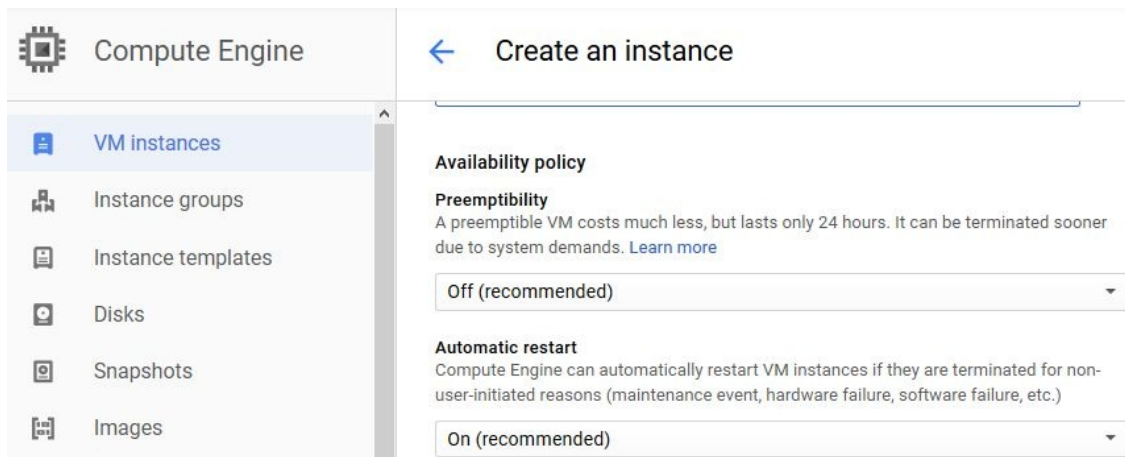 Compute Engine
Create an instance
VM instances
Instance groups
Instance templates
Disks
Snapshots
Images
Availability policy
Preemptibility
A preemptible VM costs much less, but lasts only 24 hours. It can be terminated sooner
due to system demands. Learn more
Off (recommended)
Automatic restart
Compute Engine can automatically restart VM instances if they are terminated for non-
user-initiated reasons (maintenance event, hardware failure, software failure, etc.)
On (recommended)